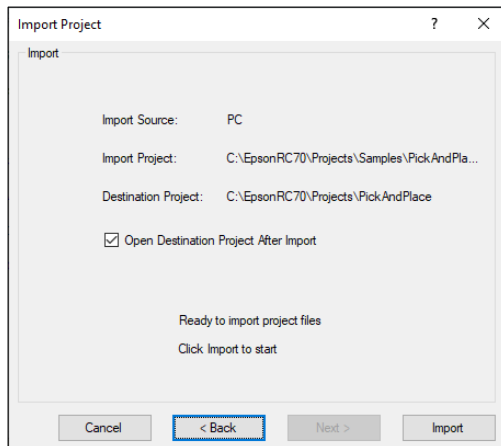 Import Project ? X
Import
Import Source: PC
Import Project: C:\EpsonRC70\Projects\Samples\PickAndPla...
Destination Project: C:\EpsonRC70\Projects\PickAndPlace
Open Destination Project After Import
Ready to import project files
Click Import to start
Cancel < Back Next > Import